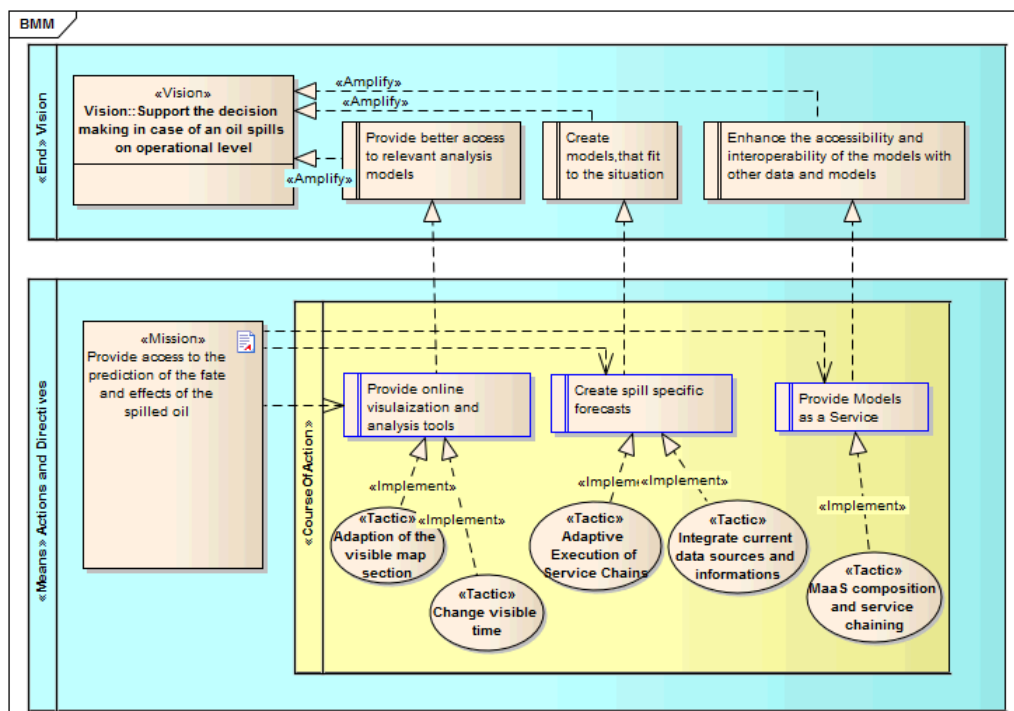 BMM
«End» Vision
«Vision»
Vision::Support the decision
making in case of an oil spills
on operational level
«Amplify»
«Amplify»
«Amplify»
Provide better access
to relevant analysis
models
Create
models,that fit
to the situation
Enhance the accessibility and
interoperability of the models with
other data and models
«Means» Actions and Directives
«Mission»
Provide access to the
prediction of the fate
and effects of the
spilled oil
«CourseOfAction»
Provide online
visulaization and
analysis tools
Create spill specific
forecasts
Provide Models
as a Service
«Implement»
«Implement»
«Implem
«Implement»
«Implement»
«Tactic»
Adaption of the
visible map
section
«Tactic»
Change visible
time
«Tactic»
Adaptive
Execution of
Service Chains
«Tactic»
Integrate current
data sources and
informations
«Tactic»
MaaS composition
and service
chaining